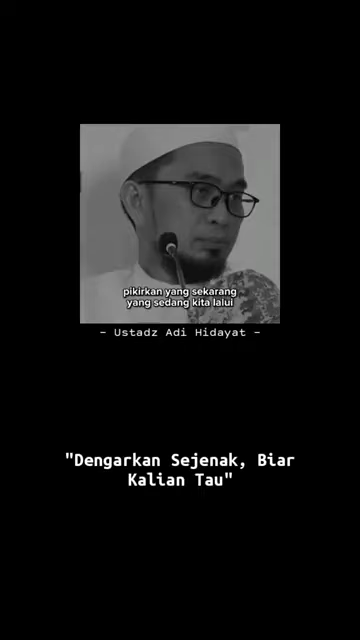 pikirkan yang sekarang
yang sedang kita lalui
- Ustadz Adi Hidayat -
"Dengarkan Sejenak, Biar
Kalian Tau"